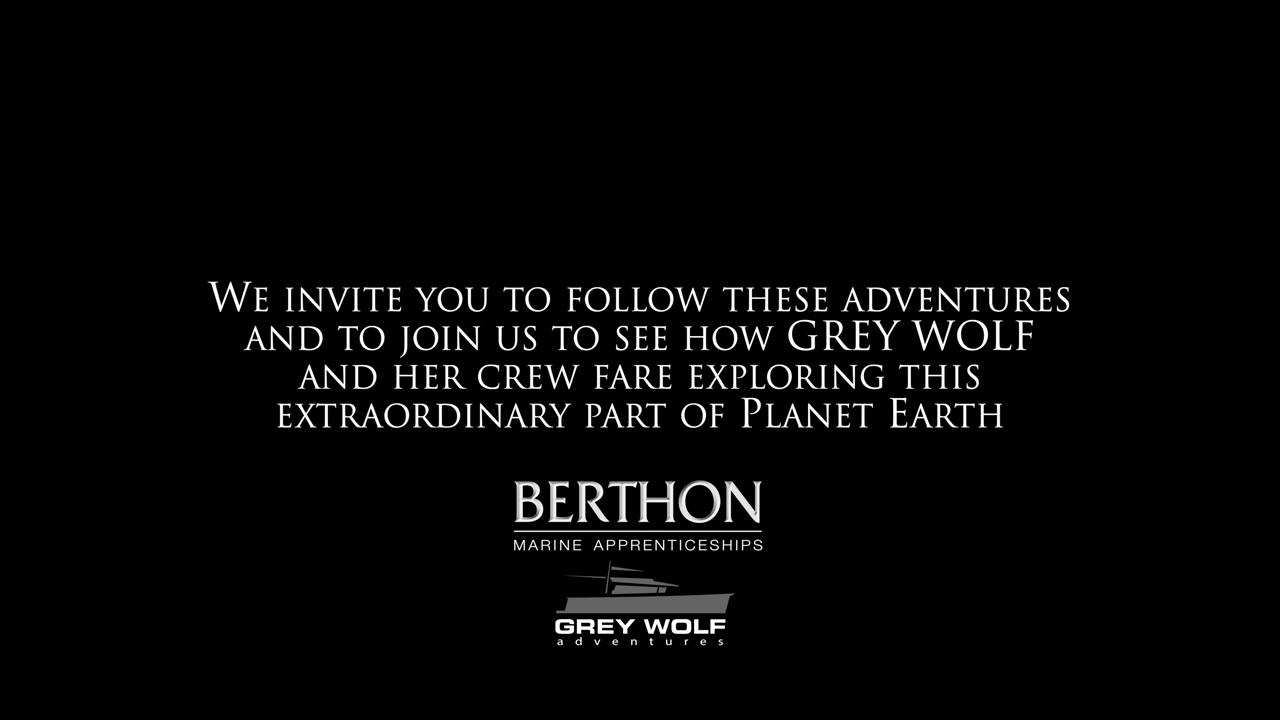 We invite you to follow these adventures
and to join us to see how GREY WOLF
and her crew fare exploring this
extraordinary part of Planet Earth
BERTHON
MARINE APPRENTICESHIPS
GREY WOLF
adventures